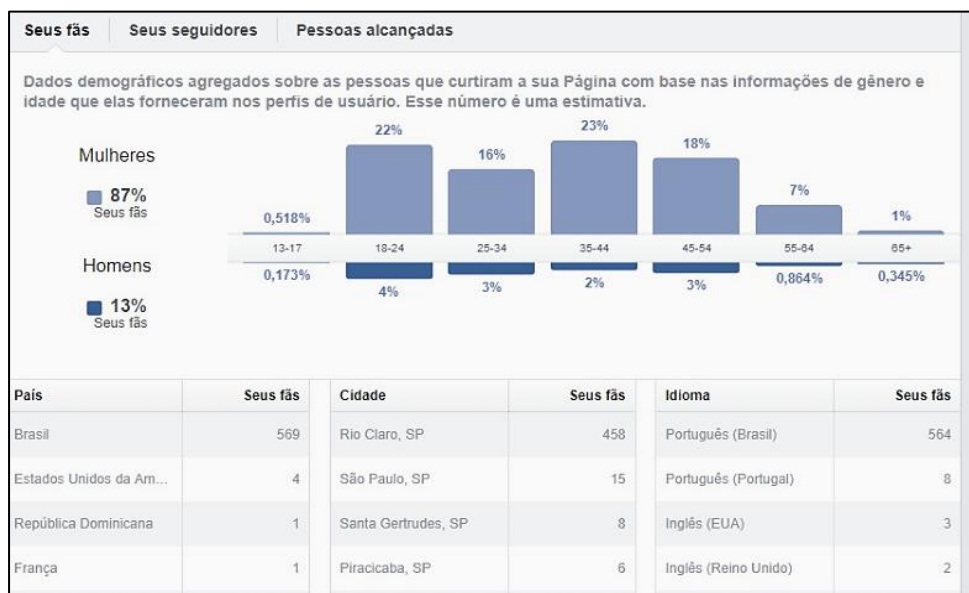 Seus fãs Seus seguidores Pessoas alcançadas
Dados demográficos agregados sobre as pessoas que curtiram a sua Página com base nas informações de gênero e
idade que elas forneceram nos perfis de usuário. Esse número é uma estimativa.
Mulheres
87%
Seus fãs
0,518% 22% 16% 23% 18% 7% 1%
13-17 18-24 25-34 35-44 45-54 55-64 65+
Homens
13%
Seus fãs
0,173% 4% 3% 2% 3% 0,864% 0,345%
País Seus fãs Cidade Seus fãs Idioma Seus fãs
Brasil 569 Rio Claro, SP 458 Português (Brasil) 564
Estados Unidos da Am... 4 São Paulo, SP 15 Português (Portugal) 8
República Dominicana 1 Santa Gertrudes, SP 8 Inglês (EUA) 3
França 1 Piracicaba, SP 6 Inglês (Reino Unido) 2